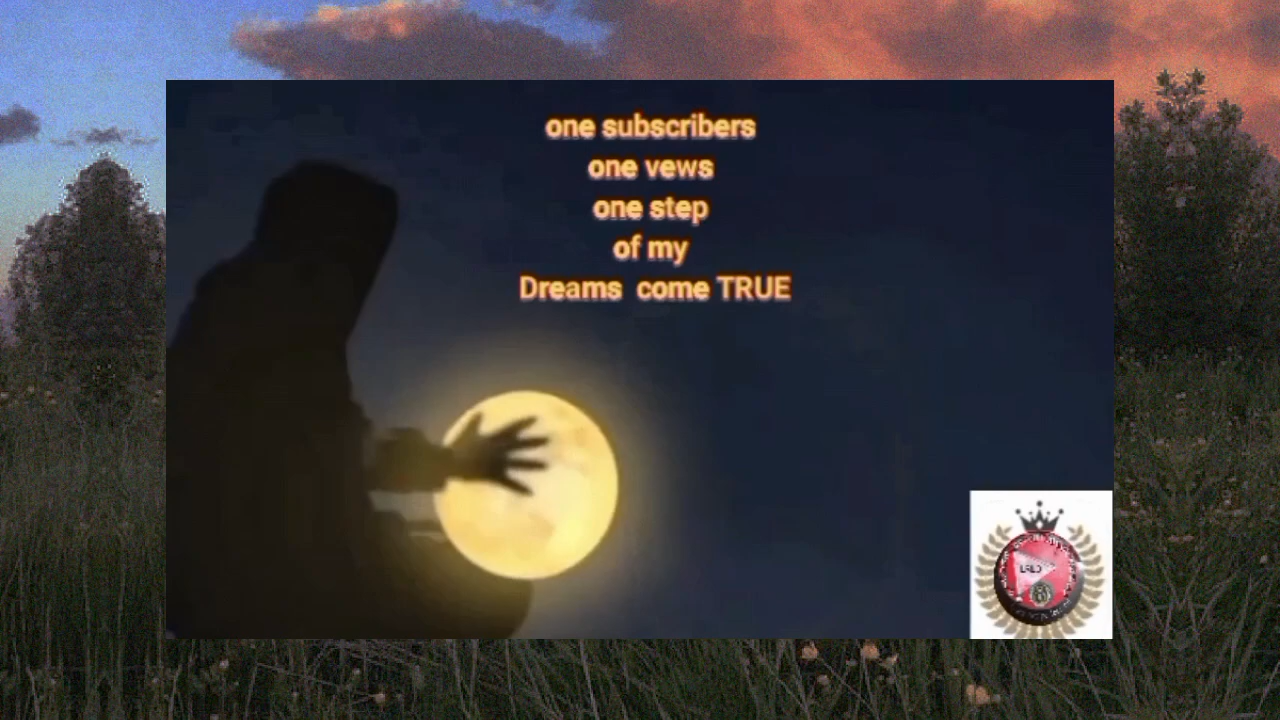 one subscribers
one vews
one step
of my
Dreams come TRUE